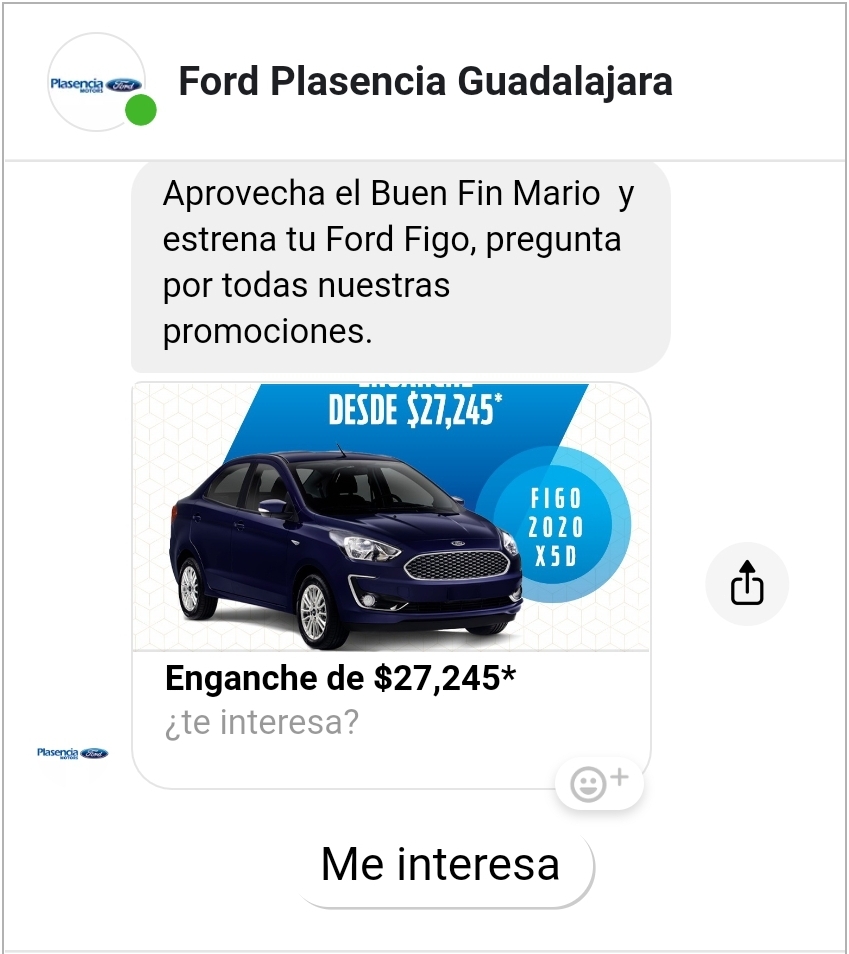 Plasencia Ford
MOTORS
Ford Plasencia Guadalajara
Aprovecha el Buen Fin Mario y
estrena tu Ford Figo, pregunta
por todas nuestras
promociones.
DESDE $27,245*
FIGO
2020
X5D
Enganche de $27,245*
¿te interesa?
Plasencia Ford
MOTORS
Me interesa